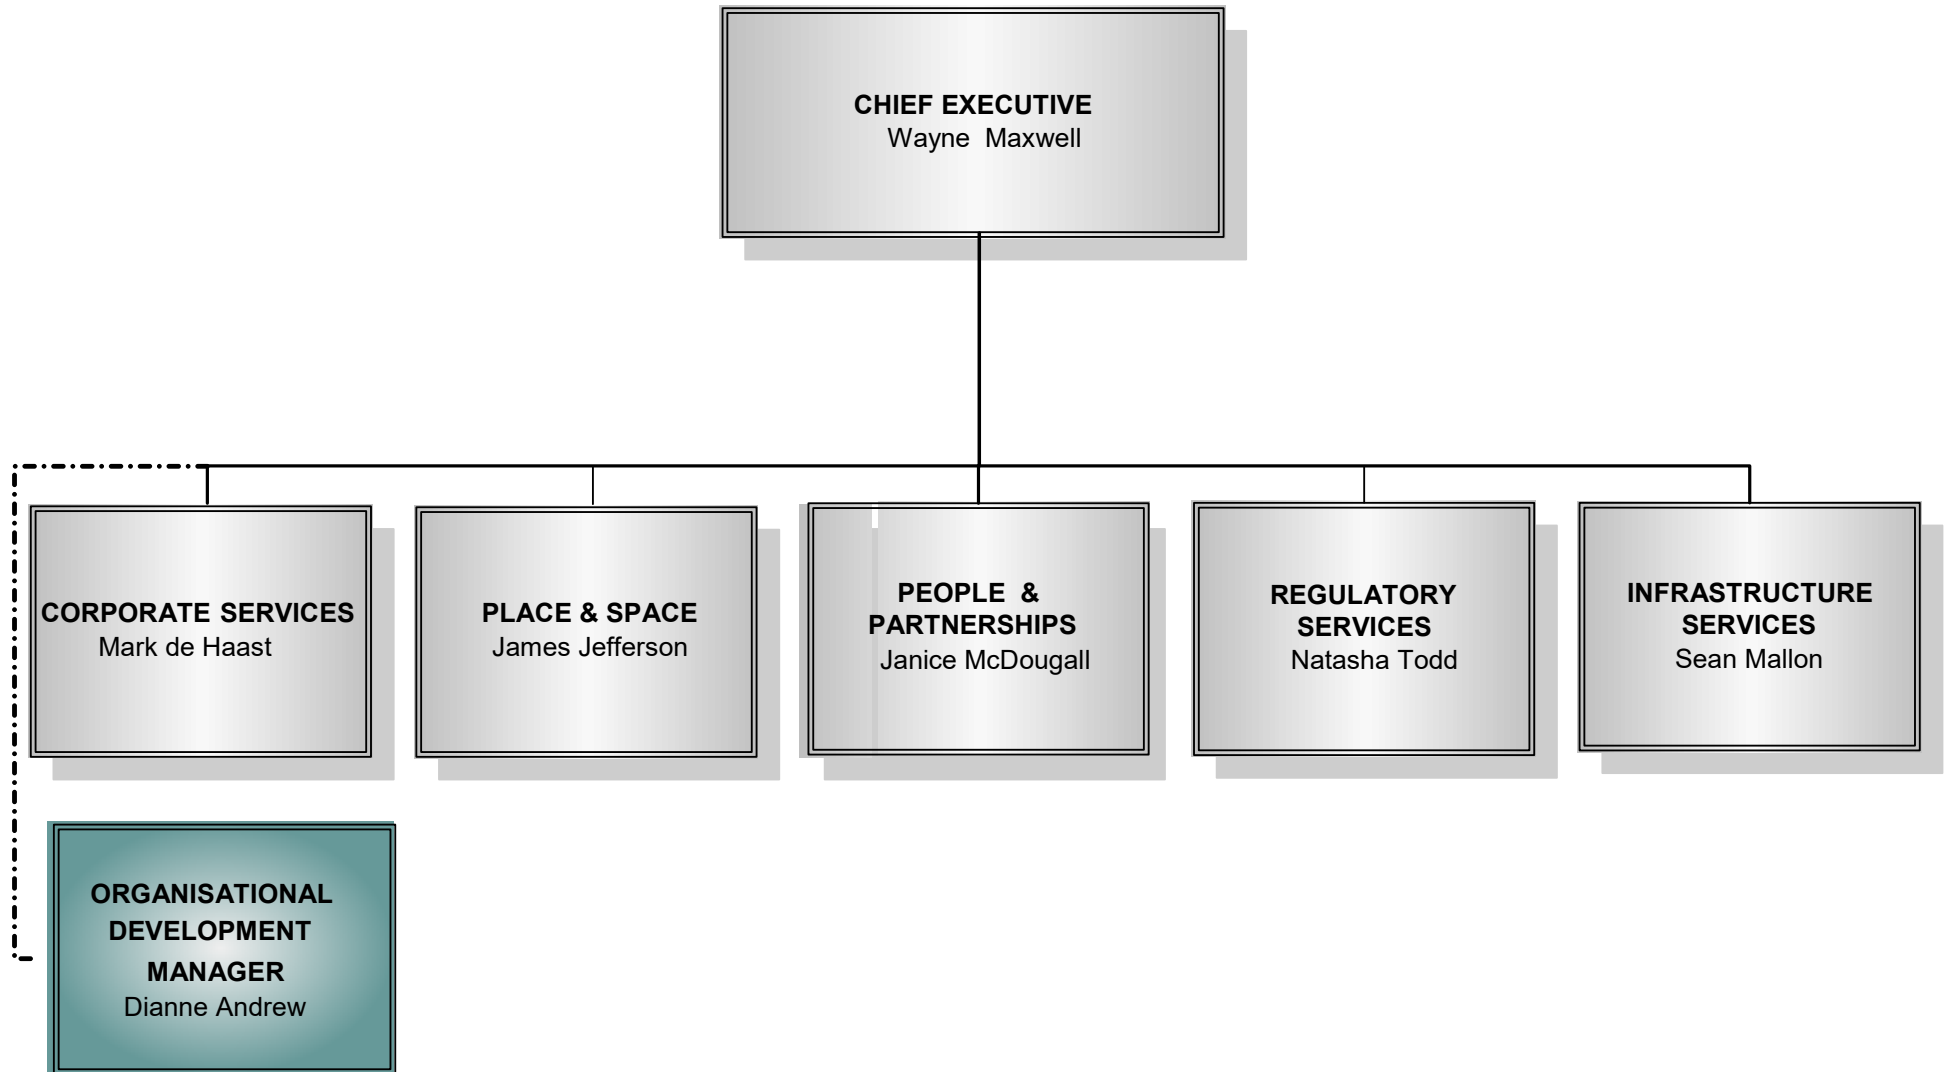 CHIEF EXECUTIVE
Wayne Maxwell
CORPORATE SERVICES
Mark de Haast
PLACE & SPACE
James Jefferson
PEOPLE &
PARTNERSHIPS
Janice McDougall
REGULATORY
SERVICES
Natasha Todd
INFRASTRUCTURE
SERVICES
Sean Mallon
ORGANISATIONAL
DEVELOPMENT
MANAGER
Dianne Andrew